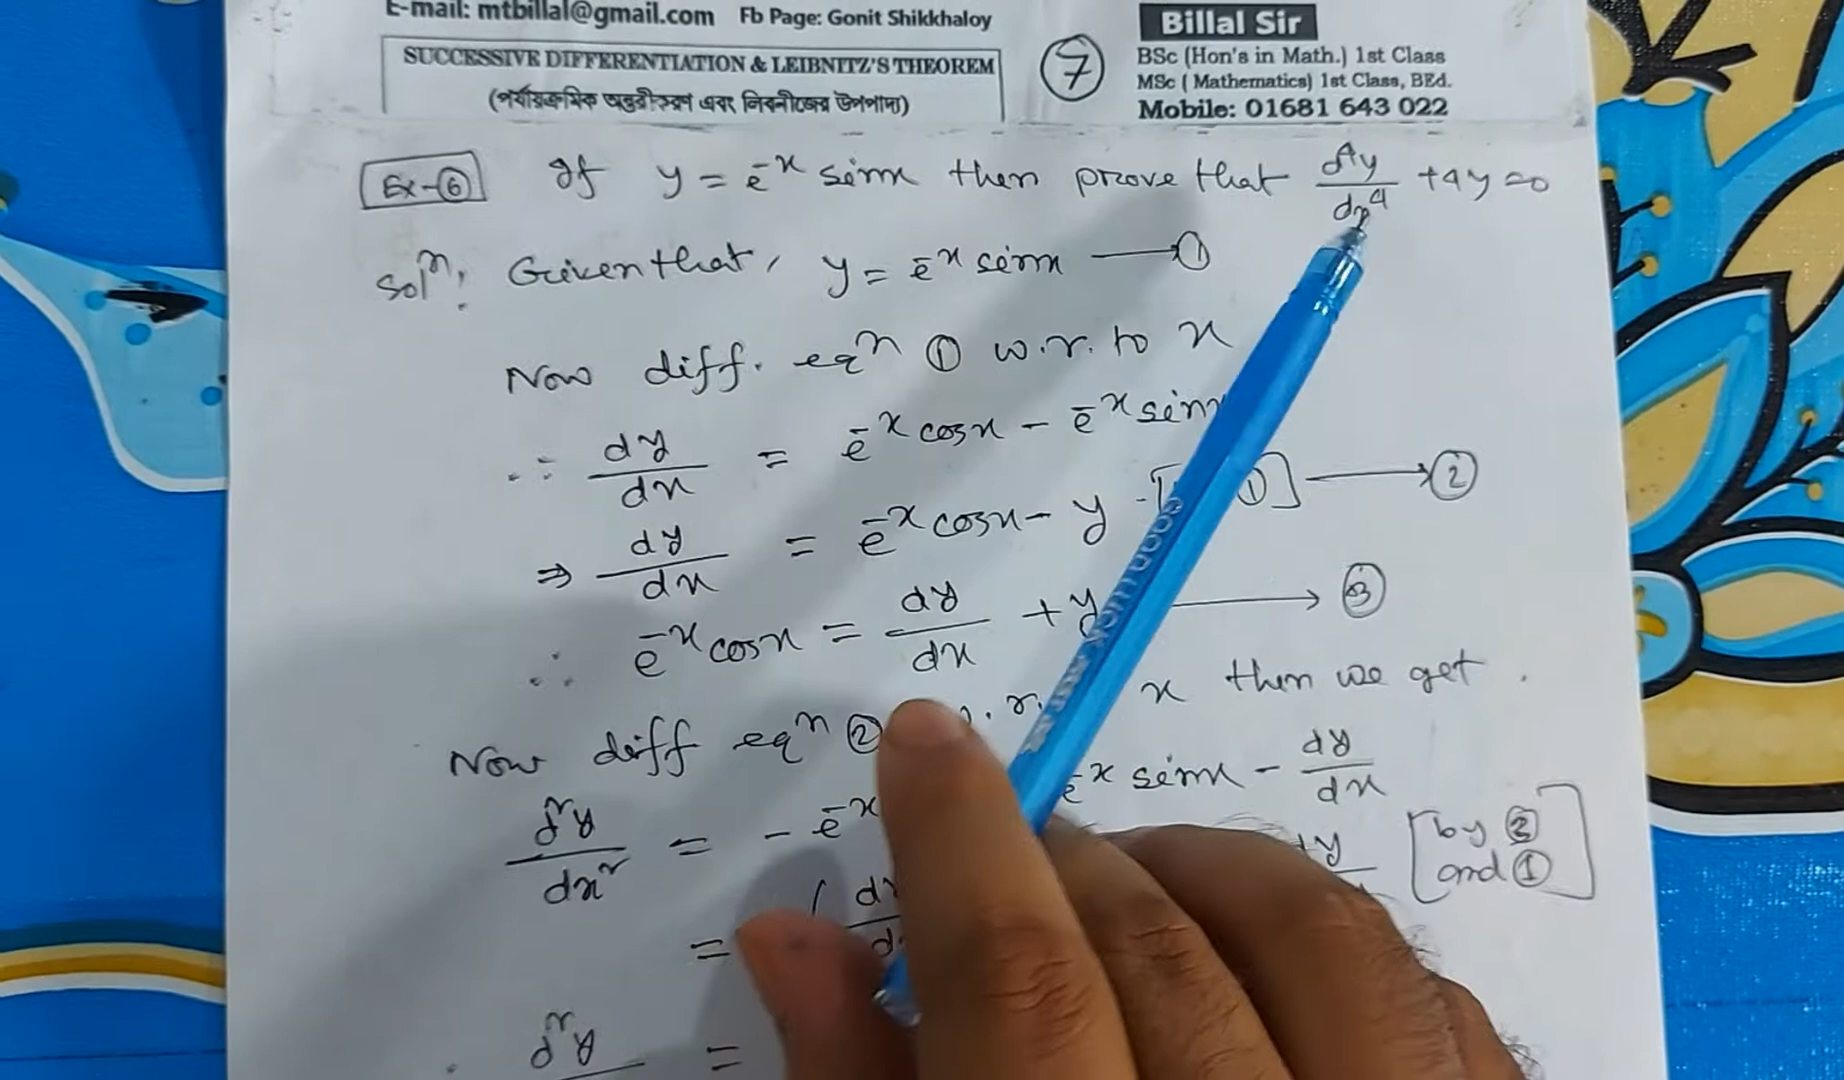 E-mail: mtbillal@gmail.com Fb Page: Gonit Shikkhaloy
SUCCESSIVE DIFFERENTIATION & LEIBNITZ'S THEOREM
(পর্যায়ক্রমিক অন্তরীকরণ এবং লিবনীজের উপপাদ্য)
7
Billal Sir
BSc (Hon's in Math.) 1st Class
MSc ( Mathematics) 1st Class, BEd.
Mobile: 01681 643 022
Ex-⑥ If y = e⁻ˣ sinx then prove that d⁴y/dx⁴ + 4y = 0
Solⁿ: Given that, y = e⁻ˣ sinx → ①
Now diff. eqⁿ ① w.r. to x
∴ dy/dx = e⁻ˣ cosx - e⁻ˣ sinx
⇒ dy/dx = e⁻ˣ cosx - y ①] → ②
∴ e⁻ˣ cosx = dy/dx + y → ③
Now diff eqⁿ ② r. x then we get .
d²y/dx² = - e⁻ˣ e⁻ˣ sinx - dy/dx
= ( [by ③ and ①]
d²y =